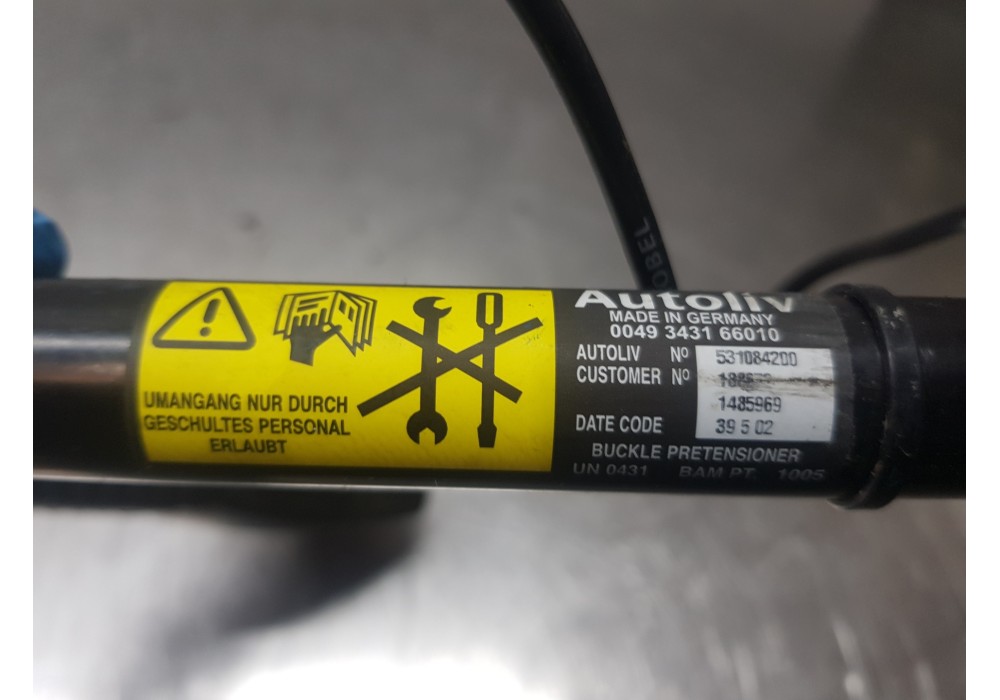 OBEL
UMANGANG NUR DURCH
GESCHULTES PERSONAL
ERLAUBT
Autoliv
MADE IN GERMANY
0049 3431 66010
AUTOLIV Nº 531084200
CUSTOMER Nº
1485969
DATE CODE 39 5 02
BUCKLE PRETENSIONER
UN 0431 BAM PT. 1005